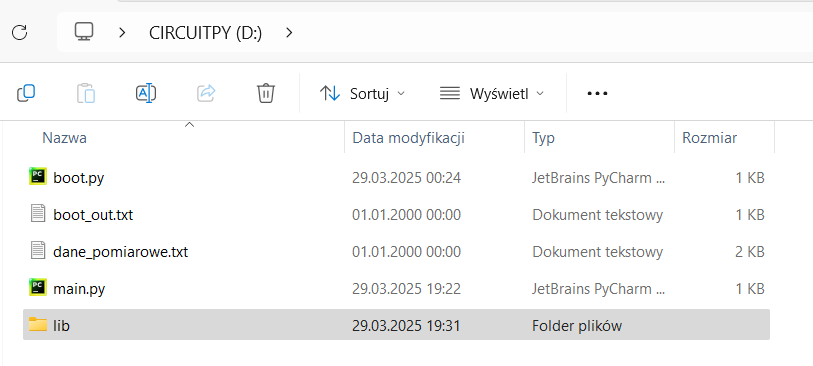 CIRCUITPY (D:)
Sortuj Wyświetl
Nazwa Data modyfikacji Typ Rozmiar
boot.py 29.03.2025 00:24 JetBrains PyCharm ... 1 KB
boot_out.txt 01.01.2000 00:00 Dokument tekstowy 1 KB
dane_pomiarowe.txt 01.01.2000 00:00 Dokument tekstowy 2 KB
main.py 29.03.2025 19:22 JetBrains PyCharm ... 1 KB
lib 29.03.2025 19:31 Folder plików